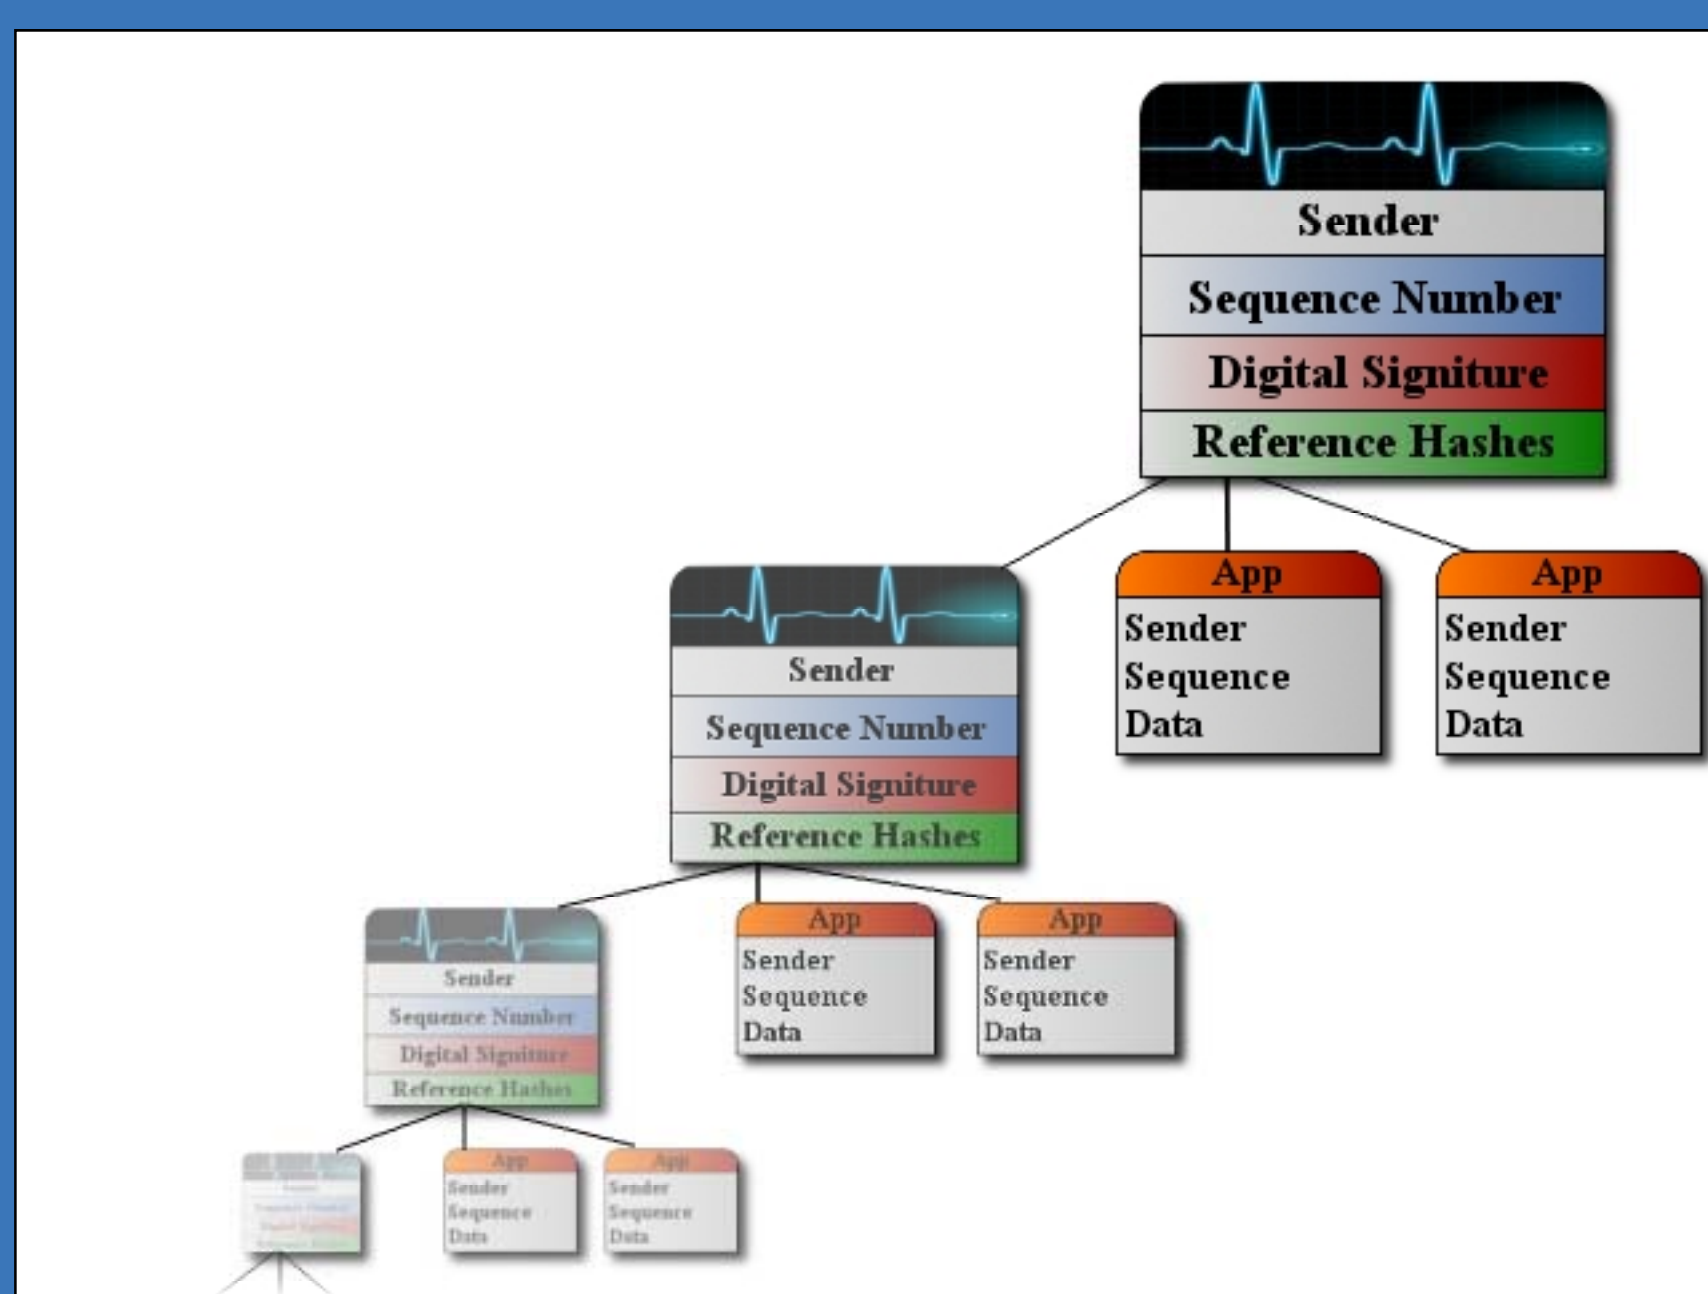 Sender
Sequence Number
Digital Signiture
Reference Hashes
App
Sender
Sequence
Data
App
Sender
Sequence
Data
Sender
Sequence Number
Digital Signiture
Reference Hashes
App
Sender
Sequence
Data
App
Sender
Sequence
Data
Sender
Sequence Number
Digital Signiture
Reference Hashes
App
Sender
Sequence
Data
App
Sender
Sequence
Data